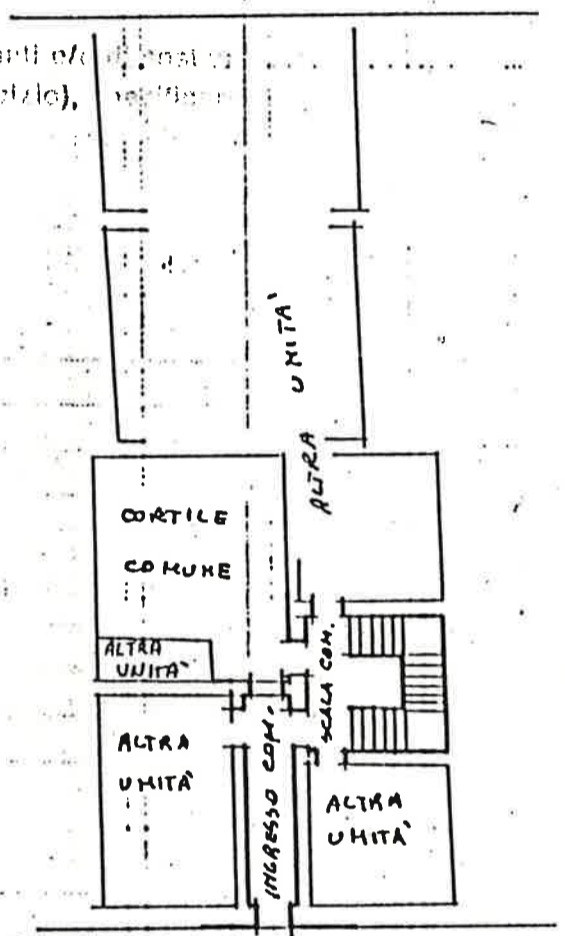 UNITÀ
ALTRA
CORTILE
COMUNE
ALTRA
UNITÀ
SCALA COM.
INGRESSO COM.
ALTRA
UNITÀ
ALTRA
UNITÀ